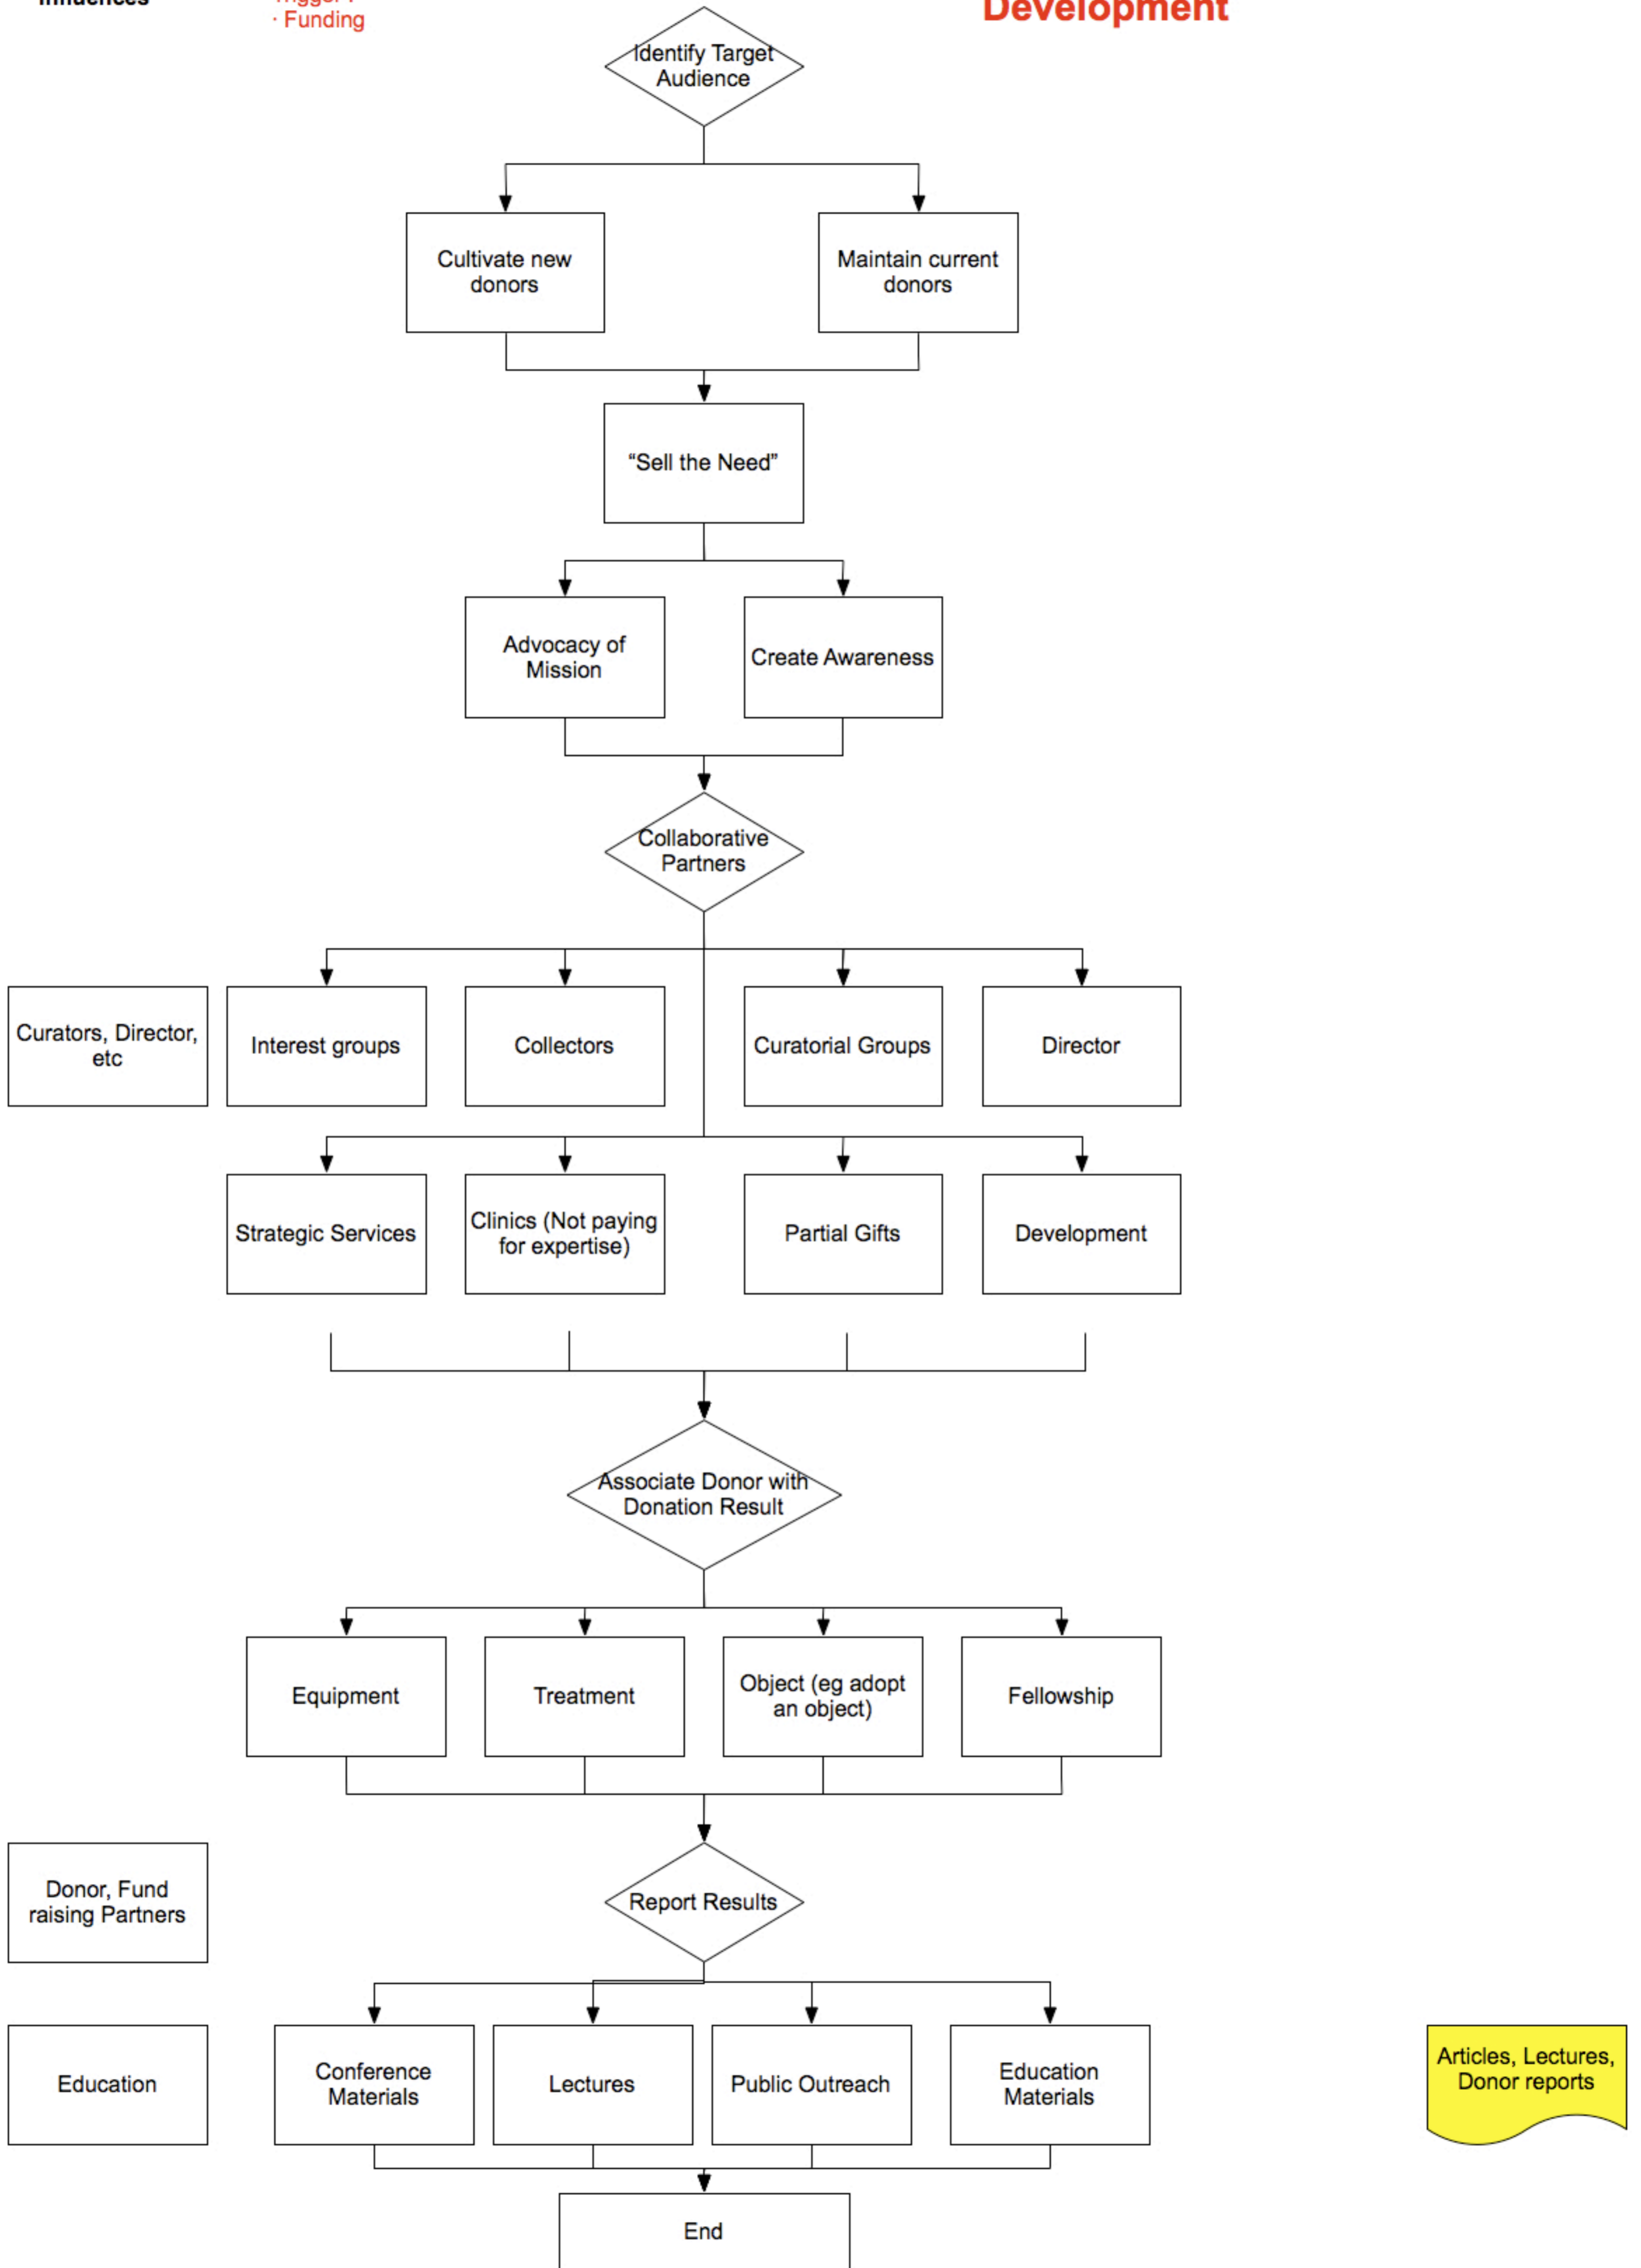 Influences
Trigger:
· Funding
Development
Identify Target
Audience
Cultivate new
donors
Maintain current
donors
“Sell the Need”
Advocacy of
Mission
Create Awareness
Collaborative
Partners
Curators, Director,
etc
Interest groups
Collectors
Curatorial Groups
Director
Strategic Services
Clinics (Not paying
for expertise)
Partial Gifts
Development
Associate Donor with
Donation Result
Equipment
Treatment
Object (eg adopt
an object)
Fellowship
Donor, Fund
raising Partners
Report Results
Education
Conference
Materials
Lectures
Public Outreach
Education
Materials
Articles, Lectures,
Donor reports
End